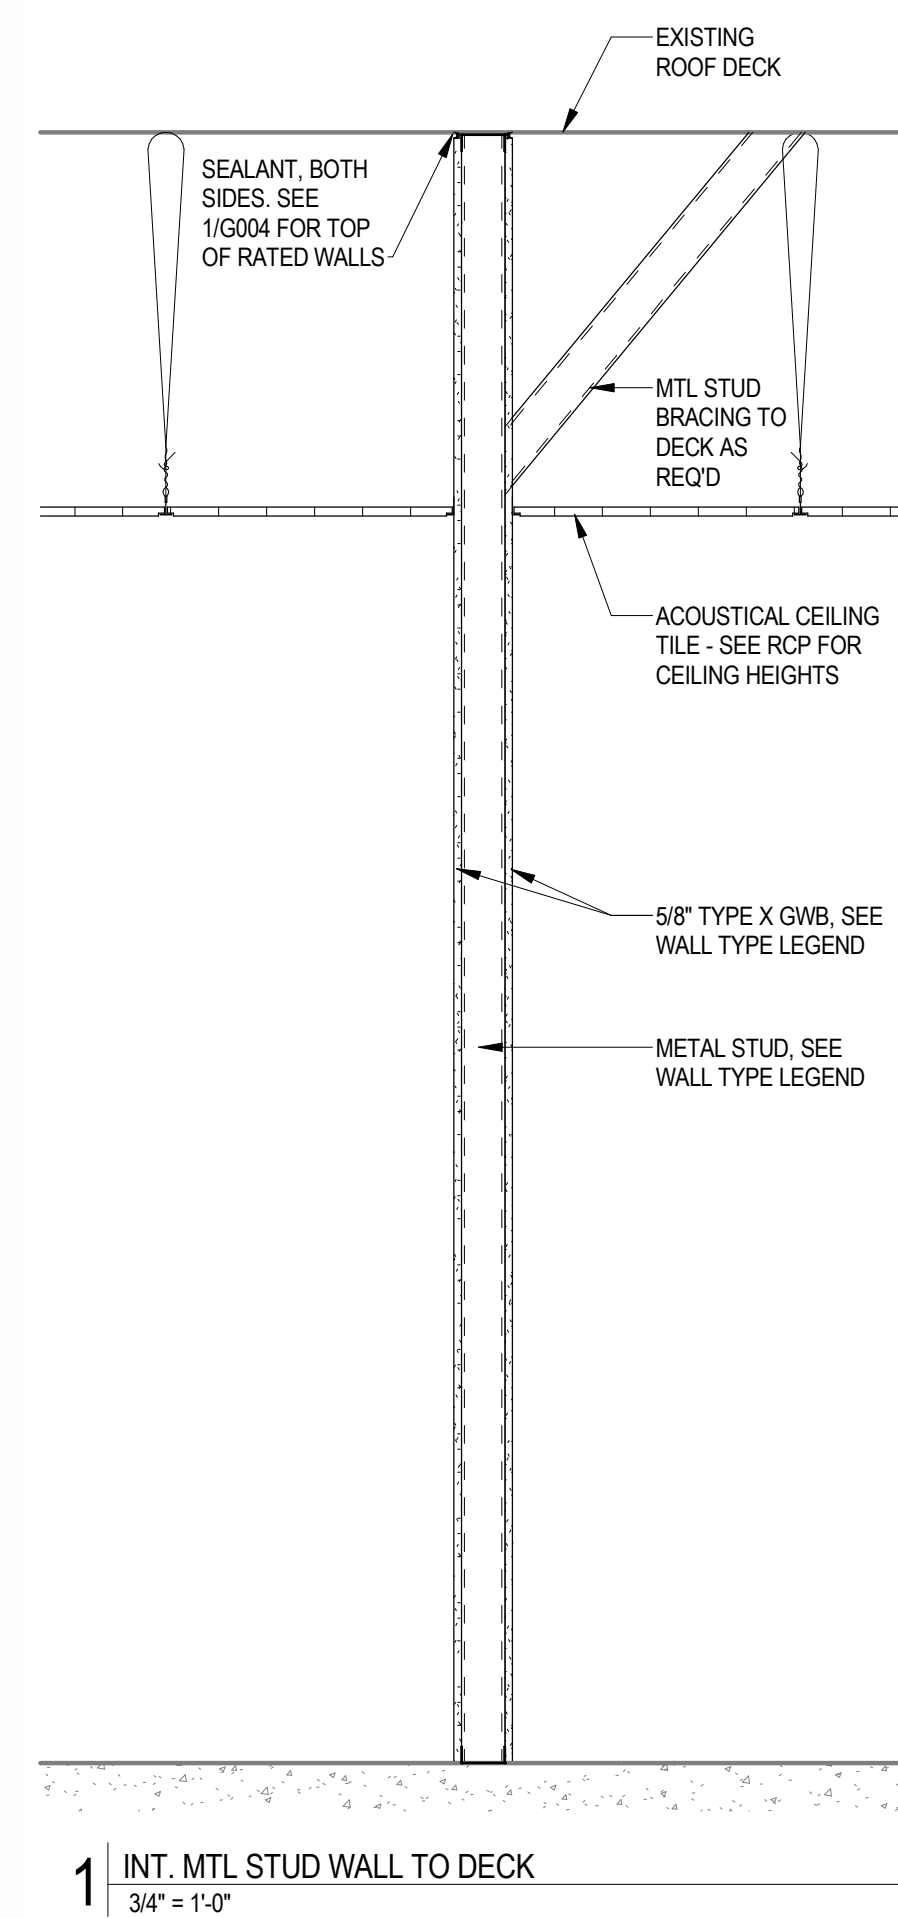 EXISTING
ROOF DECK
SEALANT, BOTH
SIDES. SEE
1/G004 FOR TOP
OF RATED WALLS
MTL STUD
BRACING TO
DECK AS
REQ'D
ACOUSTICAL CEILING
TILE - SEE RCP FOR
CEILING HEIGHTS
5/8" TYPE X GWB, SEE
WALL TYPE LEGEND
METAL STUD, SEE
WALL TYPE LEGEND
1 INT. MTL STUD WALL TO DECK
3/4" = 1'-0"